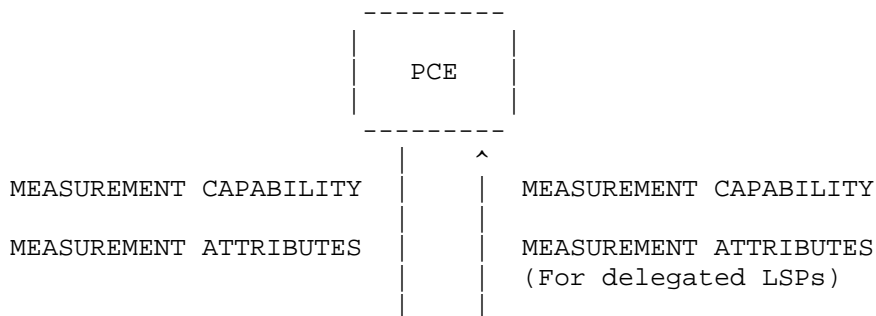 PCE
MEASUREMENT CAPABILITY MEASUREMENT CAPABILITY
MEASUREMENT ATTRIBUTES MEASUREMENT ATTRIBUTES
(For delegated LSPs)